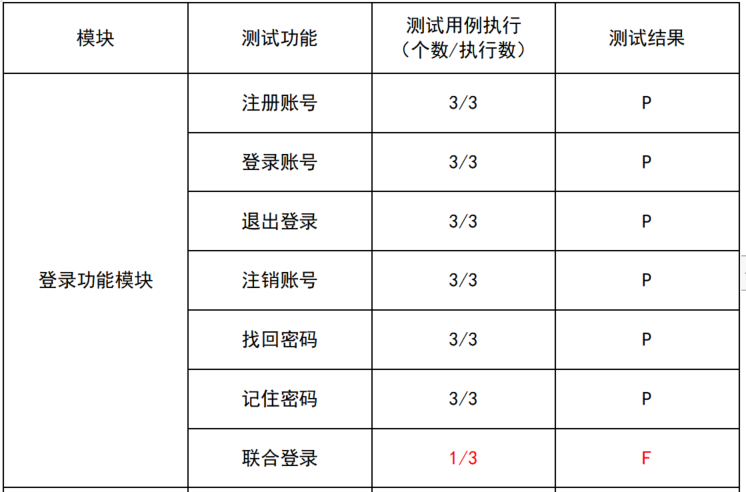 模块 测试功能 测试用例执行 测试结果
（个数/执行数）
注册账号 3/3 P
登录账号 3/3 P
退出登录 3/3 P
登录功能模块 注销账号 3/3 P
找回密码 3/3 P
记住密码 3/3 P
联合登录 1/3 F